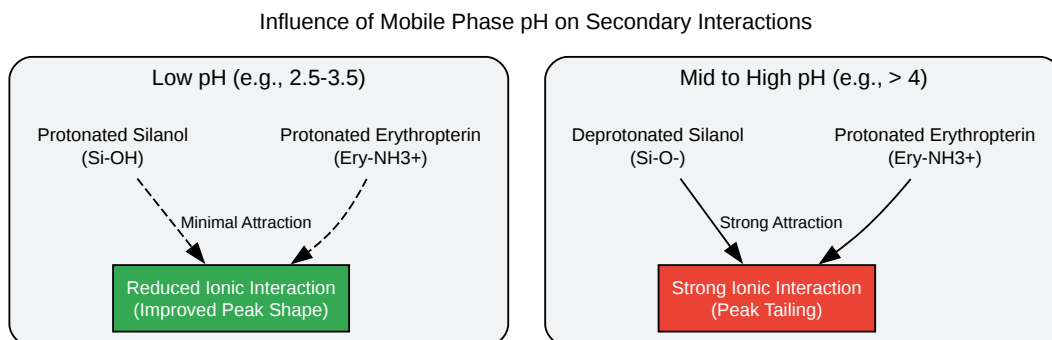 Influence of Mobile Phase pH on Secondary Interactions
Low pH (e.g., 2.5-3.5)
Protonated Silanol
(Si-OH)
Protonated Erythropterin
(Ery-NH3+)
Minimal Attraction
Reduced Ionic Interaction
(Improved Peak Shape)
Mid to High pH (e.g., > 4)
Deprotonated Silanol
(Si-O-)
Protonated Erythropterin
(Ery-NH3+)
Strong Attraction
Strong Ionic Interaction
(Peak Tailing)